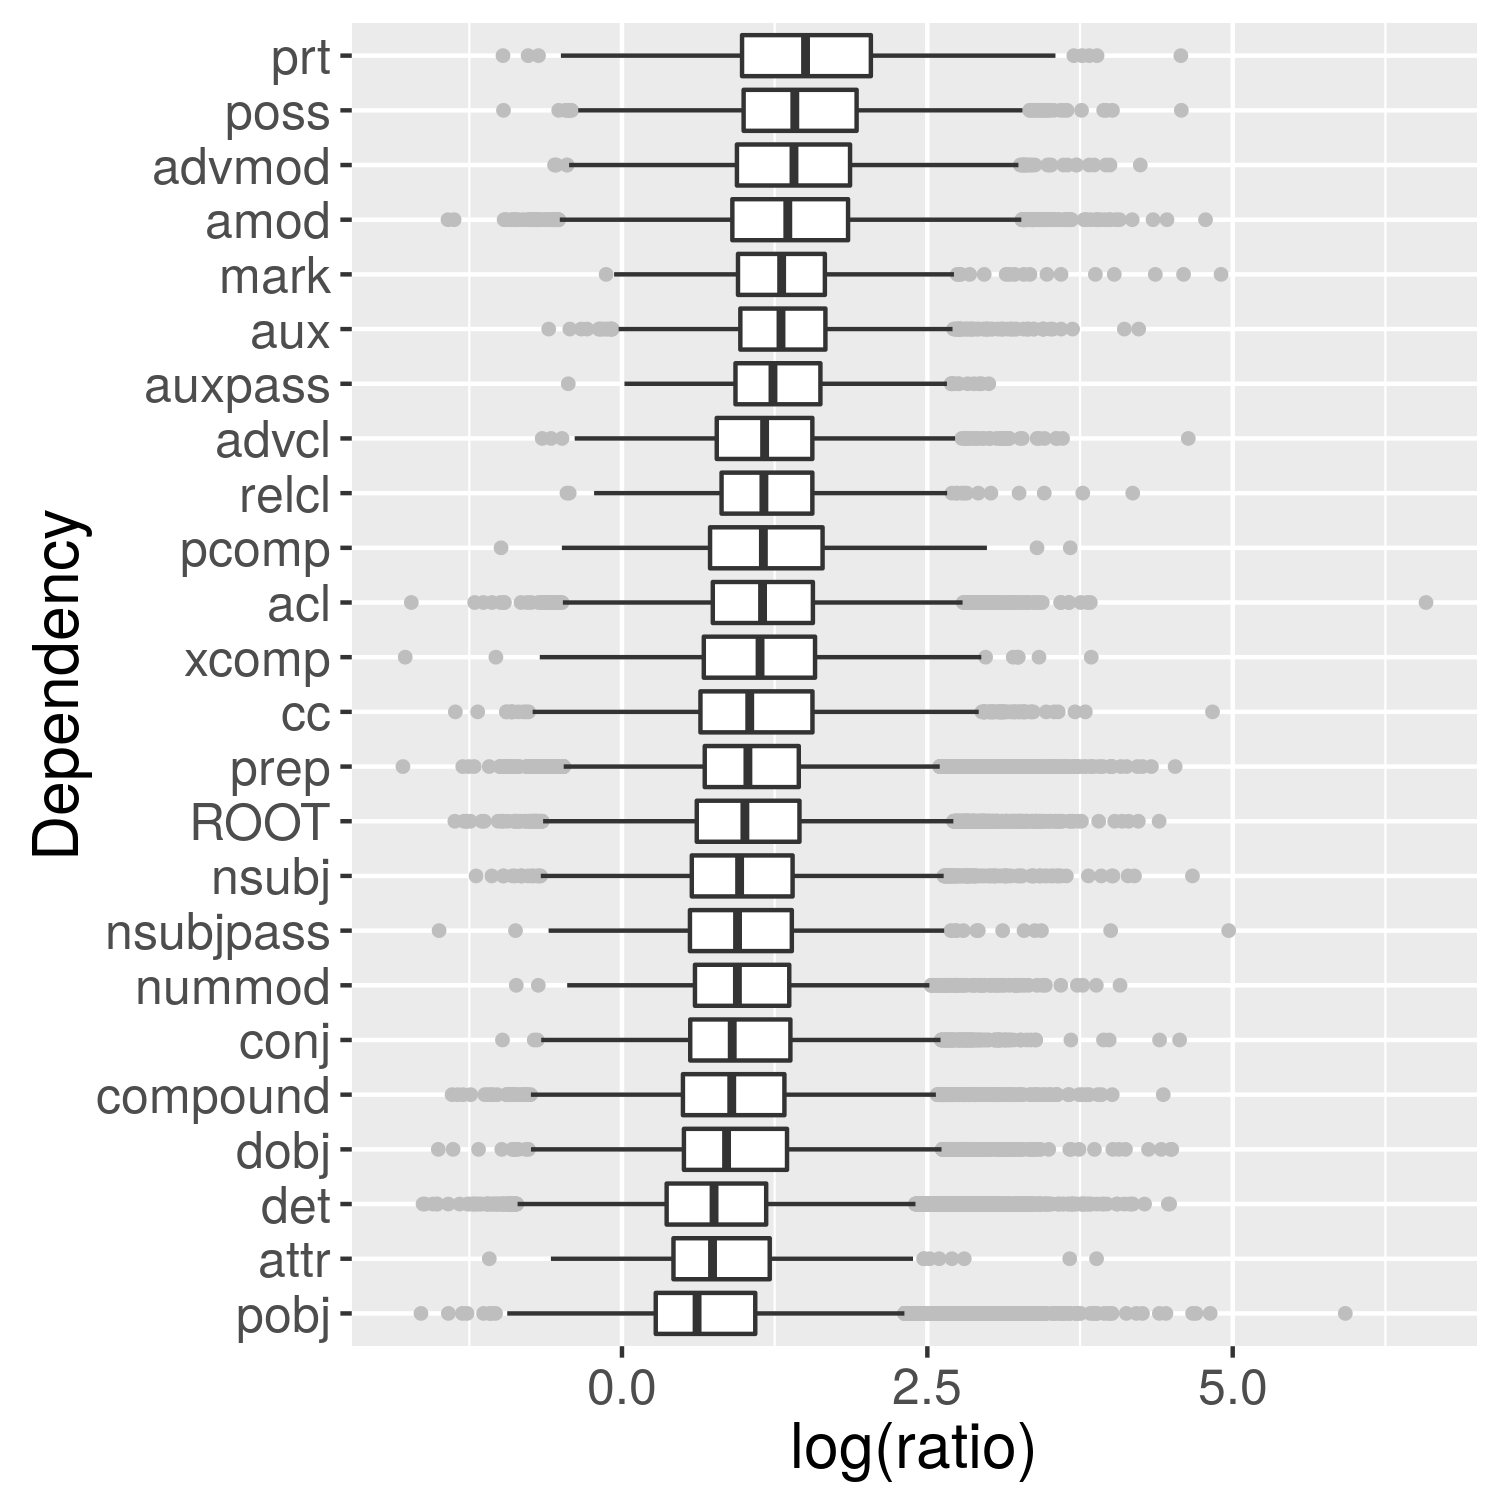 Dependency
prt
poss
advmod
amod
mark
aux
auxpass
advcl
relcl
pcomp
acl
xcomp
cc
prep
ROOT
nsubj
nsubjpass
nummod
conj
compound
dobj
det
attr
pobj
0.0 2.5 5.0
log(ratio)